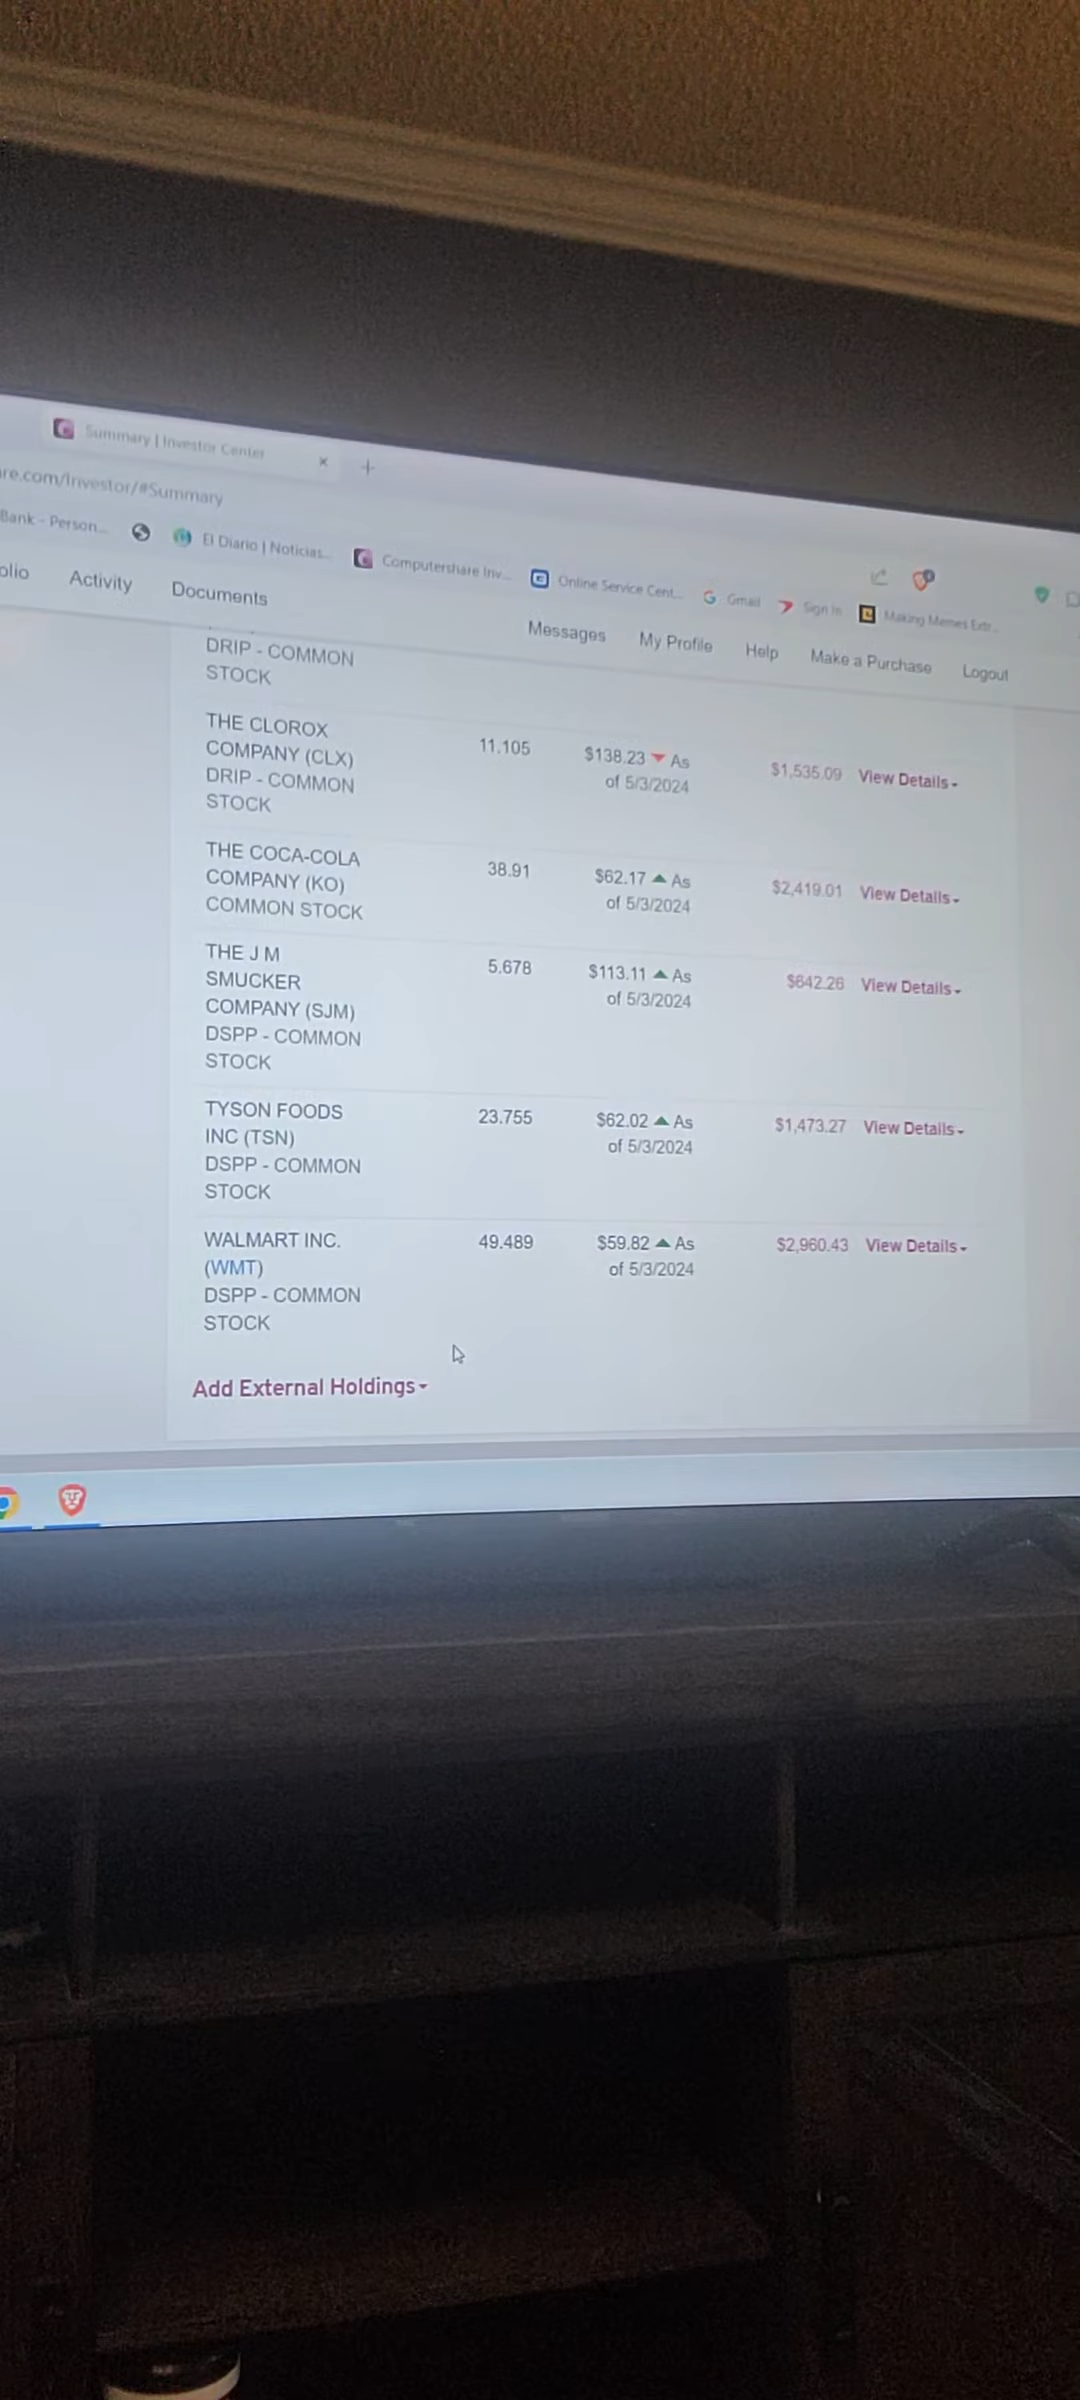 Summary | Investor Center
re.com/Investor/#Summary
Bank - Person...
El Diario | Noticias...
Computershare Inv...
Online Service Cent...
Gmail
Sign In
Making Memes Extr...
olio
Activity
Documents
Messages
My Profile
Help
Make a Purchase
Logout
DRIP - COMMON
STOCK
THE CLOROX
COMPANY (CLX)
DRIP - COMMON
STOCK
11.105
$138.23 ▼ As
of 5/3/2024
$1,535.09
View Details
THE COCA-COLA
COMPANY (KO)
COMMON STOCK
38.91
$62.17 ▲ As
of 5/3/2024
$2,419.01
View Details
THE J M
SMUCKER
COMPANY (SJM)
DSPP - COMMON
STOCK
5.678
$113.11 ▲ As
of 5/3/2024
$642.26
View Details
TYSON FOODS
INC (TSN)
DSPP - COMMON
STOCK
23.755
$62.02 ▲ As
of 5/3/2024
$1,473.27
View Details
WALMART INC.
(WMT)
DSPP - COMMON
STOCK
49.489
$59.82 ▲ As
of 5/3/2024
$2,960.43
View Details
Add External Holdings